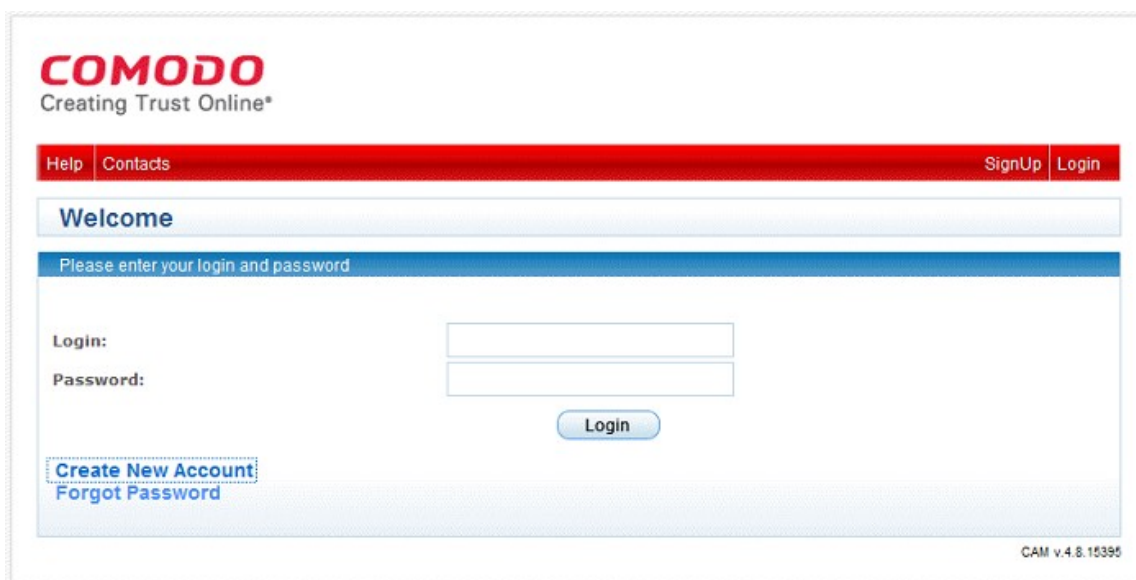 COMODO
Creating Trust Online®
Help Contacts SignUp Login
Welcome
Please enter your login and password
Login:
Password:
Login
Create New Account
Forgot Password
CAM v.4.8.15395